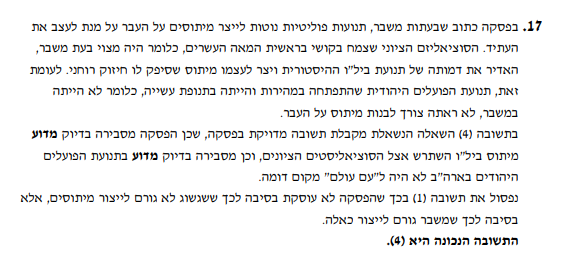 17. בפסקה כתוב שבעתות משבר, תנועות פוליטיות נוטות לייצר מיתוסים על העבר על מנת לעצב את
העתיד. הסוציאליזם הציוני שצמח בקושי בראשית המאה העשרים, כלומר היה מצוי בעת משבר,
האדיר את דמותה של תנועת ביל"ו ההיסטורית ויצר לעצמו מיתוס שסיפק לו חיזוק רוחני. לעומת
זאת, תנועת הפועלים היהודית שהתפתחה במהירות והייתה בתנופת עשייה, כלומר לא הייתה
במשבר, לא ראתה צורך לבנות מיתוס על העבר.
בתשובה (4) השאלה הנשאלת מקבלת תשובה מדויקת בפסקה, שכן הפסקה מסבירה בדיוק מדוע
מיתוס ביל"ו השתרש אצל הסוציאליסטים הציונים, וכן מסבירה בדיוק מדוע בתנועת הפועלים
היהודים בארה"ב לא היה ל"עם עולם" מקום דומה.
נפסול את תשובה (1) בכך שהפסקה לא עוסקת בסיבה לכך ששגשוג לא גורם לייצור מיתוסים, אלא
בסיבה לכך שמשבר גורם לייצור כאלה.
התשובה הנכונה היא (4).